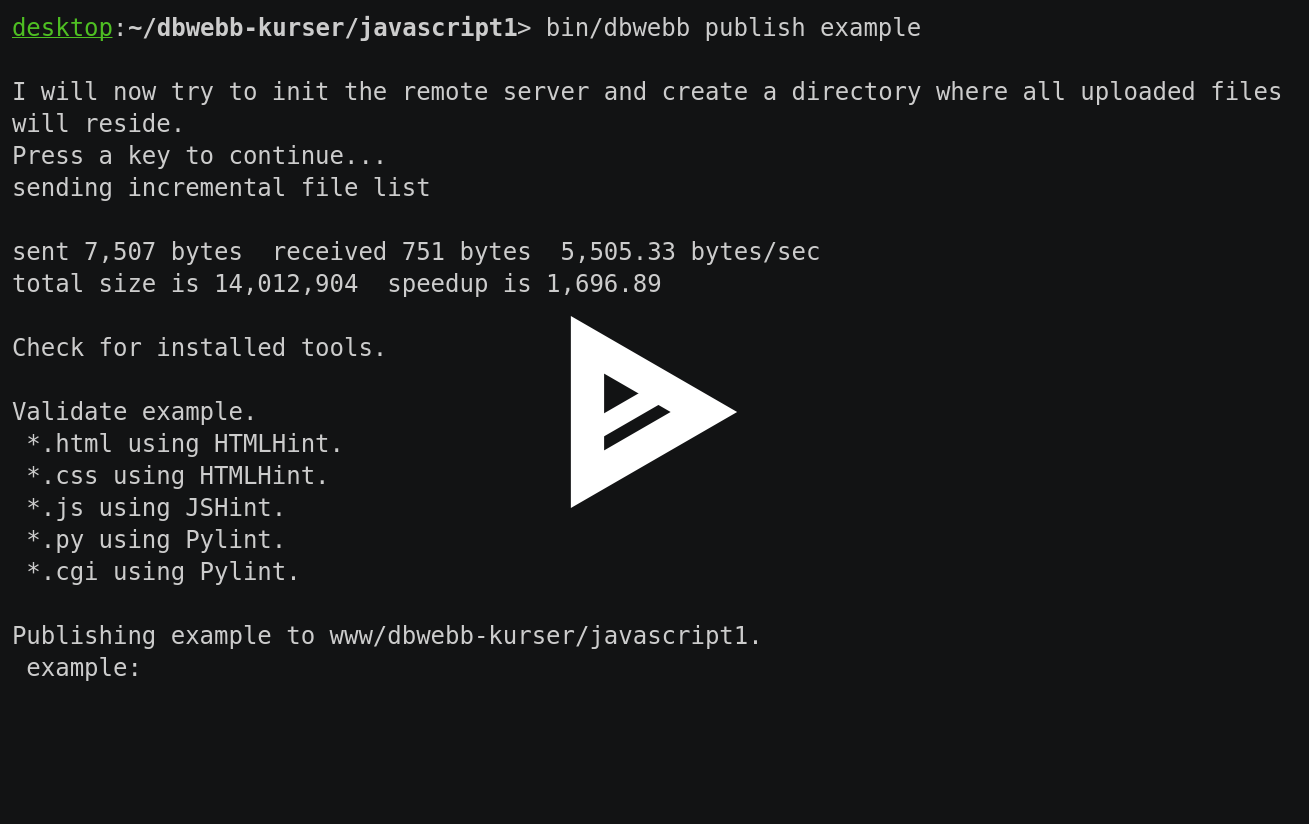 desktop:~/dbwebb-kurser/javascript1> bin/dbwebb publish example
I will now try to init the remote server and create a directory where all uploaded files
will reside.
Press a key to continue...
sending incremental file list
sent 7,507 bytes  received 751 bytes  5,505.33 bytes/sec
total size is 14,012,904  speedup is 1,696.89
Check for installed tools.
Validate example.
 *.html using HTMLHint.
 *.css using HTMLHint.
 *.js using JSHint.
 *.py using Pylint.
 *.cgi using Pylint.
Publishing example to www/dbwebb-kurser/javascript1.
 example: